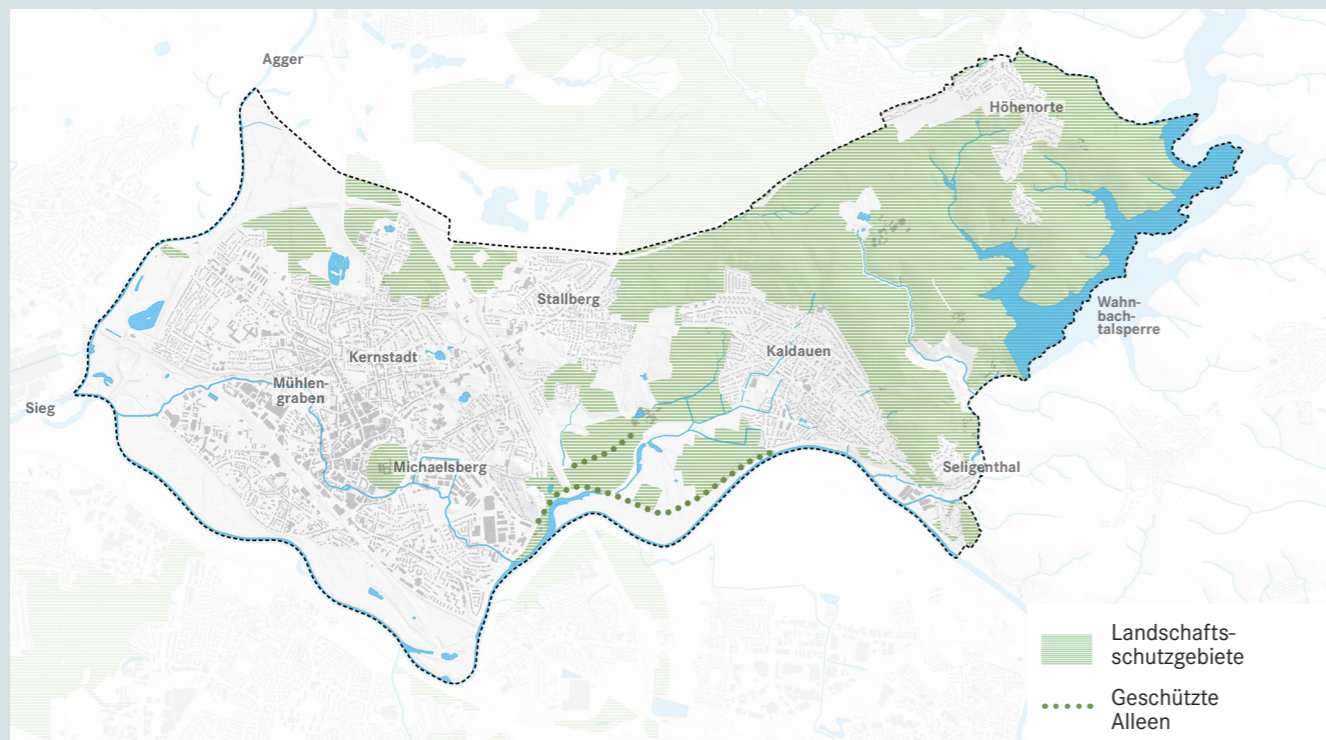 Agger
Höhenorte
Stallberg
Wahn-
bach-
talsperre
Kernstadt
Kaldauen
Mühlen-
graben
Sieg
Michaelsberg
Seligenthal
Landschafts-
schutzgebiete
Geschützte
Alleen